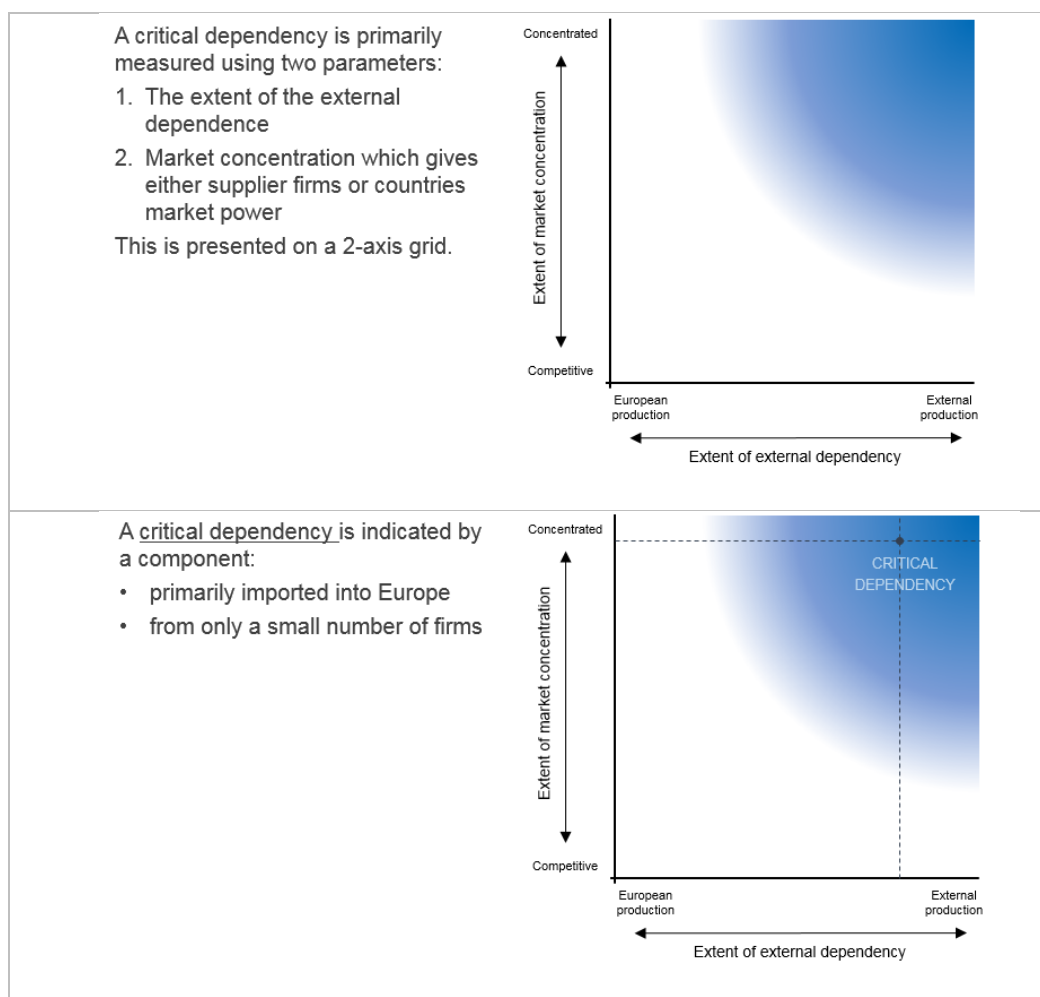 A critical dependency is primarily
measured using two parameters:
1. The extent of the external
dependence
2. Market concentration which gives
either supplier firms or countries
market power
This is presented on a 2-axis grid.
Concentrated
Extent of market concentration
Competitive
European
production
External
production
Extent of external dependency
A critical dependency is indicated by
a component:
• primarily imported into Europe
• from only a small number of firms
Concentrated
CRITICAL
DEPENDENCY
Extent of market concentration
Competitive
European
production
External
production
Extent of external dependency